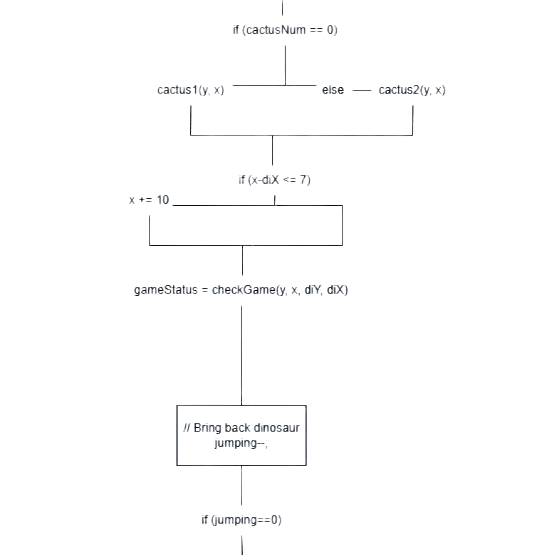 if (cactusNum == 0)
cactus1(y, x)
else
cactus2(y, x)
if (x-diX <= 7)
x += 10
gameStatus = checkGame(y, x, diY, diX)
// Bring back dinosaur
jumping--;
if (jumping==0)